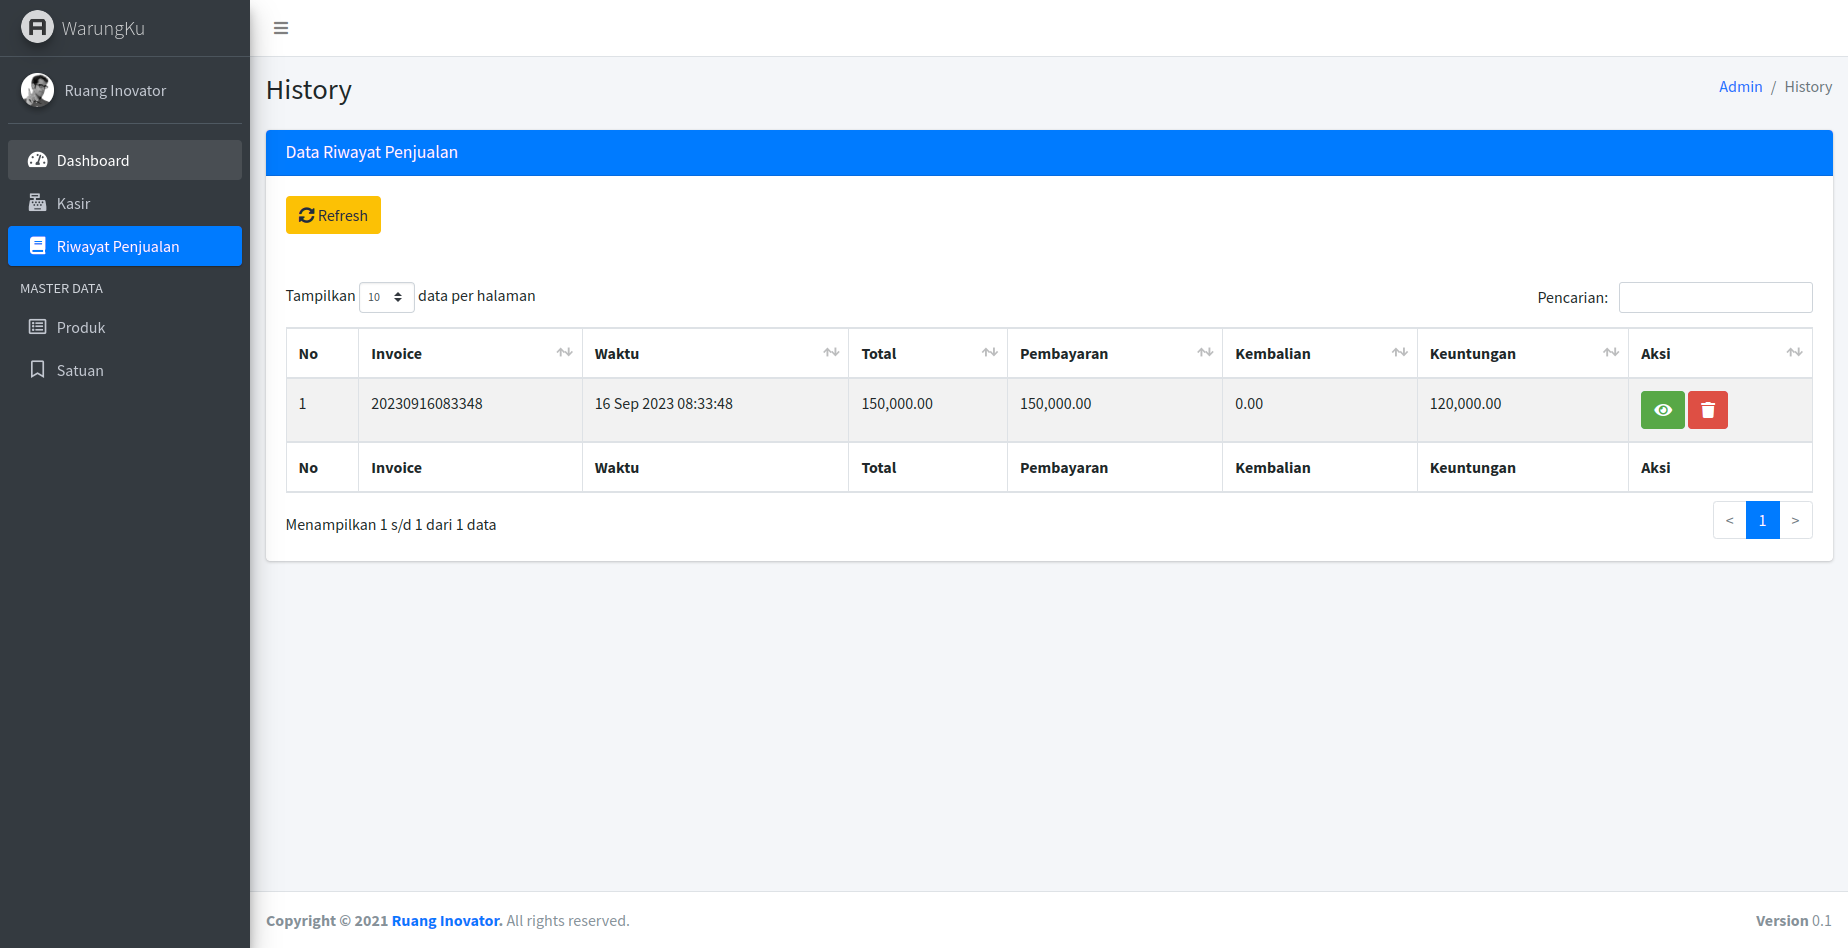 WarungKu
Ruang Inovator
Dashboard
Kasir
Riwayat Penjualan
MASTER DATA
Produk
Satuan
History
Admin / History
Data Riwayat Penjualan
Refresh
Tampilkan 10 data per halaman
Pencarian:
No Invoice Waktu Total Pembayaran Kembalian Keuntungan Aksi
1 20230916083348 16 Sep 2023 08:33:48 150,000.00 150,000.00 0.00 120,000.00
No Invoice Waktu Total Pembayaran Kembalian Keuntungan Aksi
Menampilkan 1 s/d 1 dari 1 data
< 1 >
Copyright © 2021 Ruang Inovator. All rights reserved.
Version 0.1